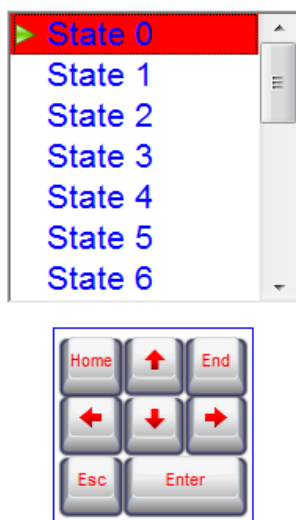 State 0
State 1
State 2
State 3
State 4
State 5
State 6
Home End
Esc Enter